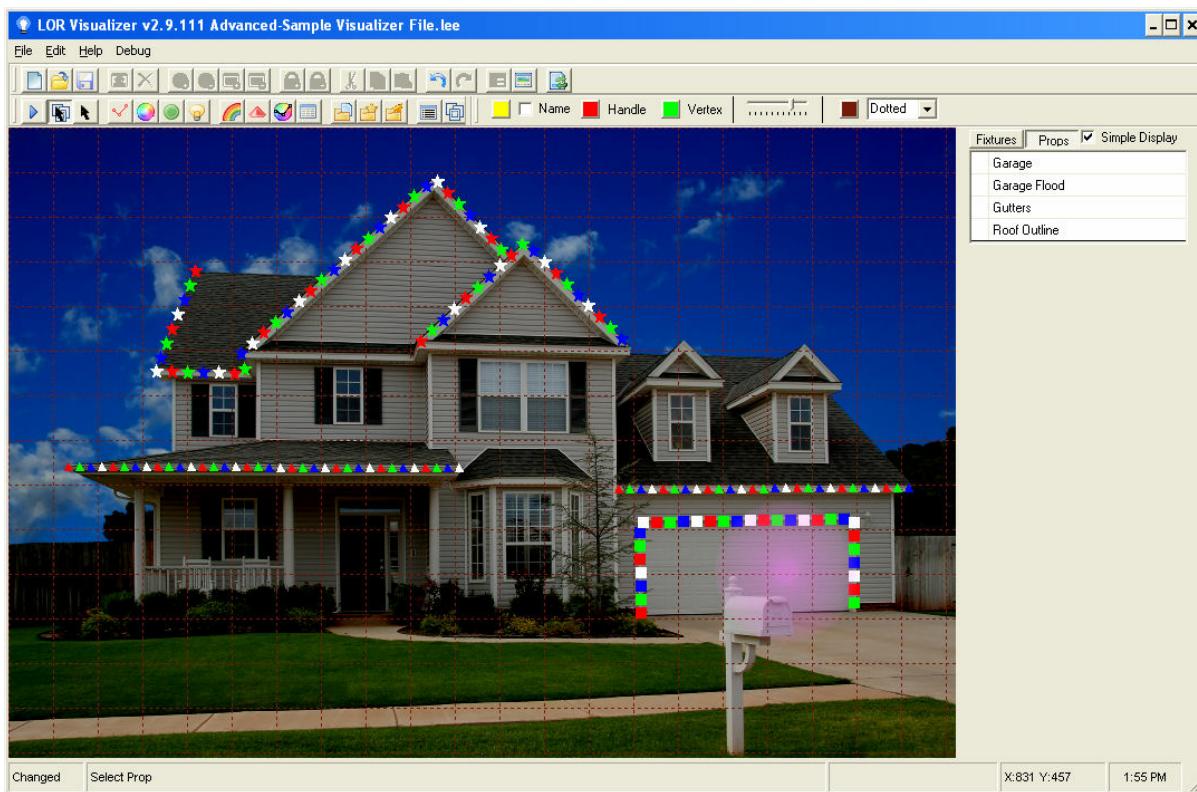 LOR Visualizer v2.9.111 Advanced-Sample Visualizer File.lee
File Edit Help Debug
Name Handle Vertex Dotted
Fixtures Props Simple Display
Garage
Garage Flood
Gutters
Roof Outline
Changed Select Prop X:831 Y:457 1:55 PM